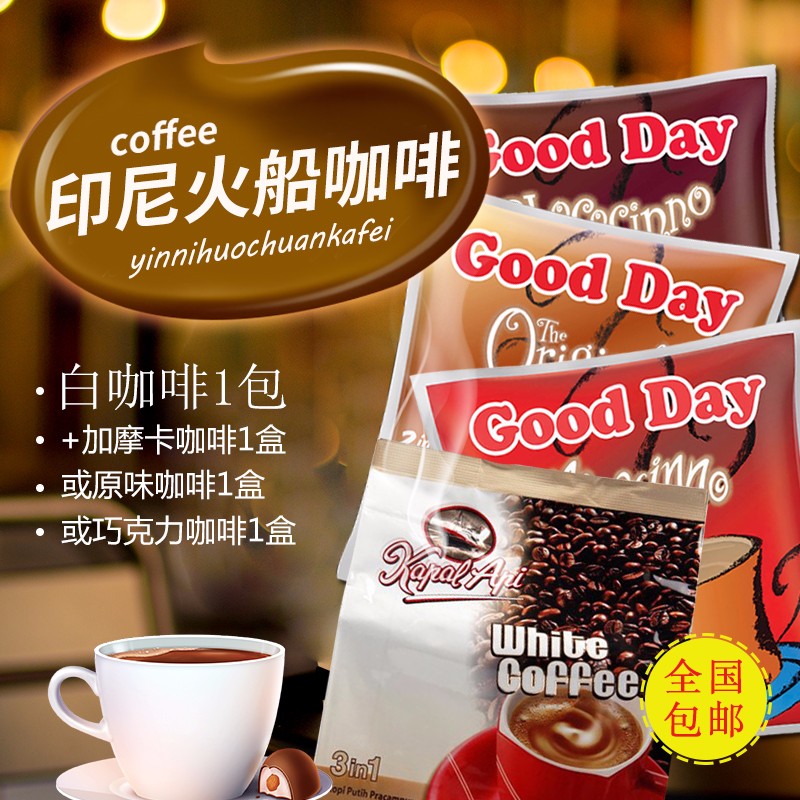 coffee
印尼火船咖啡
yinnihuochuankafei
Good Day
Good Day
The
Good Day
白咖啡1包
+加摩卡咖啡1盒
或原味咖啡1盒
或巧克力咖啡1盒
Kapal Api
White
Coffee
3in1
全国
包邮